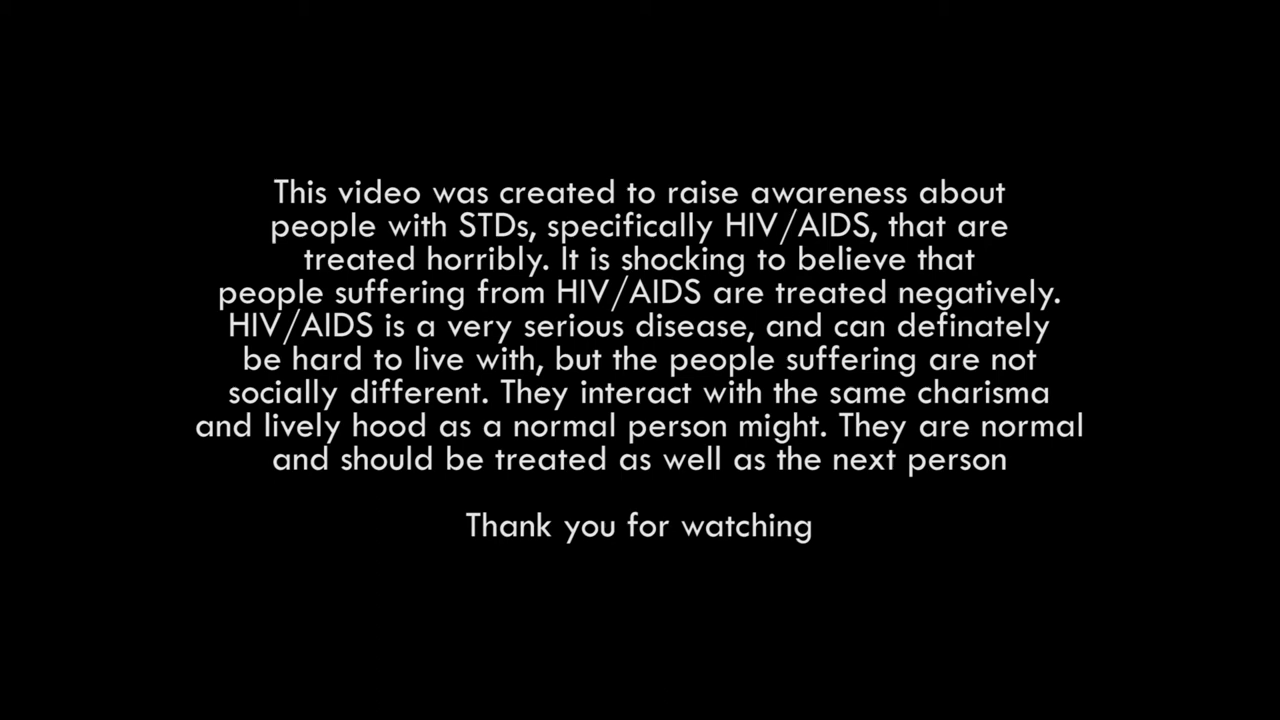 This video was created to raise awareness about
people with STDs, specifically HIV/AIDS, that are
treated horribly. It is shocking to believe that
people suffering from HIV/AIDS are treated negatively.
HIV/AIDS is a very serious disease, and can definately
be hard to live with, but the people suffering are not
socially different. They interact with the same charisma
and lively hood as a normal person might. They are normal
and should be treated as well as the next person
Thank you for watching